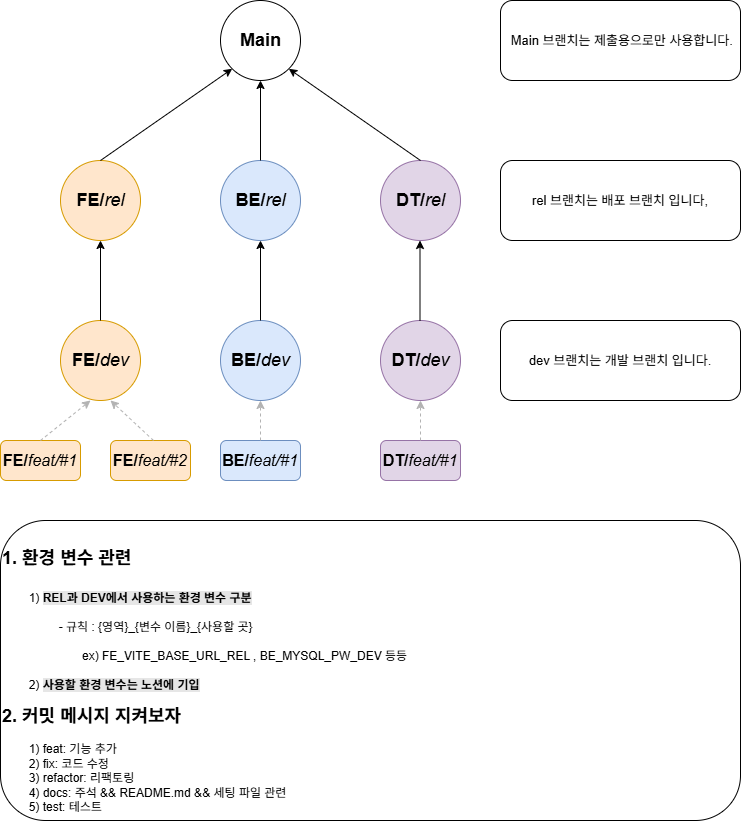 Main
Main 브랜치는 제출용으로만 사용합니다.
FE/rel
BE/rel
DT/rel
rel 브랜치는 배포 브랜치 입니다,
FE/dev
BE/dev
DT/dev
dev 브랜치는 개발 브랜치 입니다.
FE/feat/#1
FE/feat/#2
BE/feat/#1
DT/feat/#1
1. 환경 변수 관련
1) REL과 DEV에서 사용하는 환경 변수 구분
- 규칙 : {영역}_{변수 이름}_{사용할 곳}
ex) FE_VITE_BASE_URL_REL , BE_MYSQL_PW_DEV 등등
2) 사용할 환경 변수는 노션에 기입
2. 커밋 메시지 지켜보자
1) feat: 기능 추가
2) fix: 코드 수정
3) refactor: 리팩토링
4) docs: 주석 && README.md && 세팅 파일 관련
5) test: 테스트